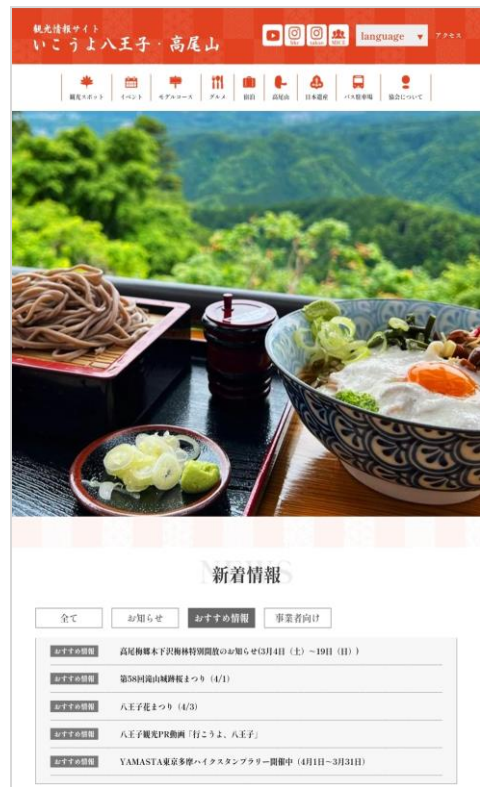 観光情報サイト
いこうよ八王子・高尾山
language ▼
アクセス
観光スポット
イベント
モデルコース
グルメ
宿泊
高尾山
日本遺産
バス駐車場
協会について
NEWS
新着情報
全て
お知らせ
おすすめ情報
事業者向け
おすすめ情報 高尾梅郷木下沢梅林特別開放のお知らせ(3月4日（土）~19日（日）)
おすすめ情報 第58回滝山城跡桜まつり（4/1）
おすすめ情報 八王子花まつり（4/3）
おすすめ情報 八王子観光PR動画「行こうよ、八王子」
おすすめ情報 YAMASTA東京多摩ハイクスタンプラリー開催中（4月1日~3月31日）